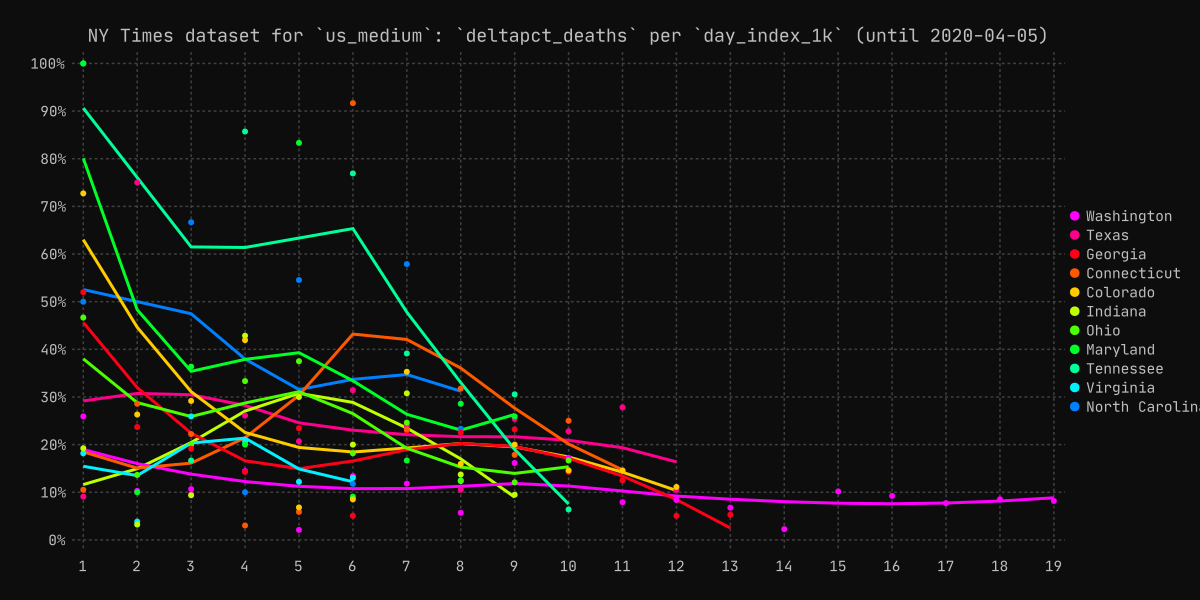 NY Times dataset for `us_medium`: `deltapct_deaths` per `day_index_1k` (until 2020-04-05)
100%
90%
80%
70%
60%
50%
40%
30%
20%
10%
0%
1 2 3 4 5 6 7 8 9 10 11 12 13 14 15 16 17 18 19
Washington
Texas
Georgia
Connecticut
Colorado
Indiana
Ohio
Maryland
Tennessee
Virginia
North Carolin